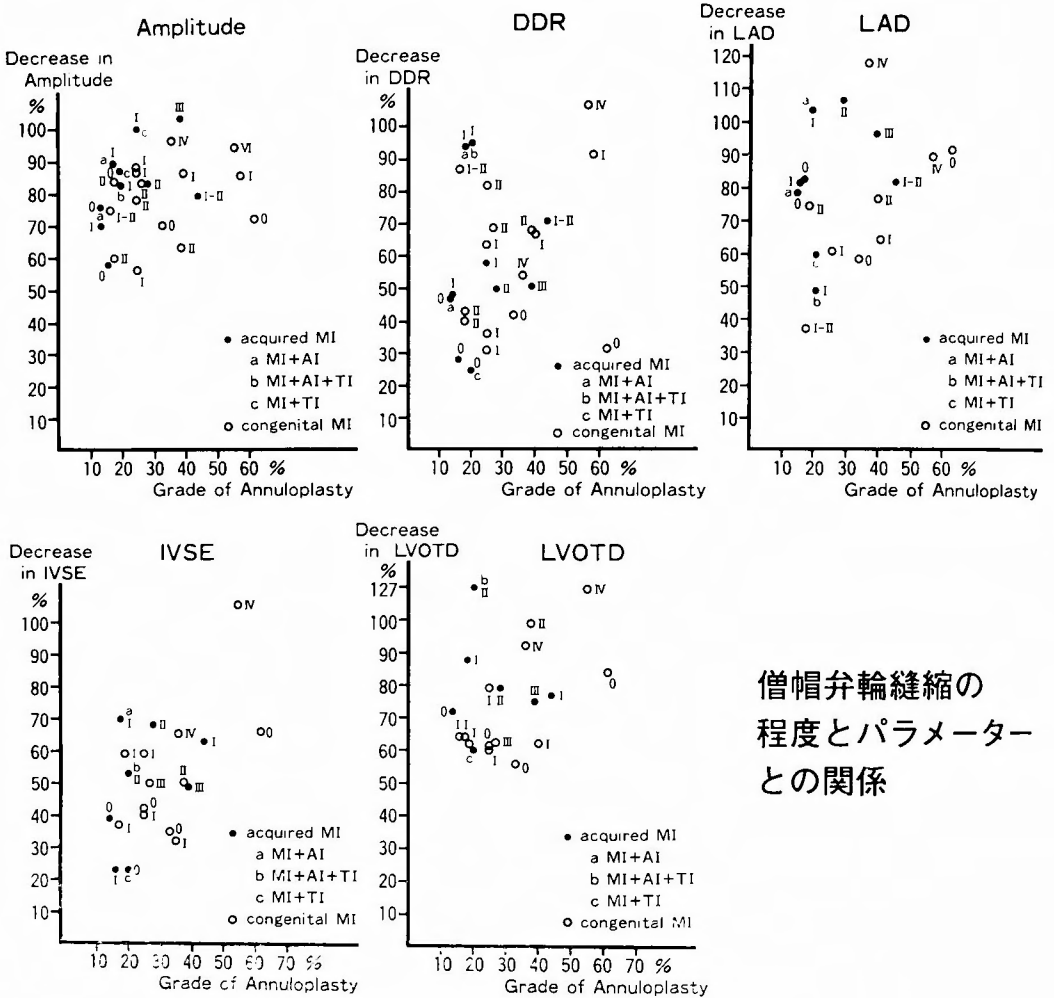 Amplitude
Decrease in
Amplitude
%
100
90
80
70
60
50
40
30
20
10
10 20 30 40 50 60 %
Grade of Annuloplasty
acquired MI
a MI+AI
b MI+AI+TI
c MI+TI
congenital MI
DDR
Decrease
in DDR
%
100
90
80
70
60
50
40
30
20
10
10 20 30 40 50 60 %
Grade of Annuloplasty
acquired MI
a MI+AI
b MI+AI+TI
c MI+TI
congenital MI
LAD
Decrease
in LAD
120
110
100
90
80
70
60
50
40
30
20
10
10 20 30 40 50 60 %
Grade of Annuloplasty
acquired MI
a MI+AI
b MI+AI+TI
c MI+TI
congenital MI
IVSE
Decrease
in IVSE
%
100
90
80
70
60
50
40
30
20
10
10 20 30 40 50 60 70 %
Grade of Annuloplasty
acquired MI
a MI+AI
b MI+AI+TI
c MI+TI
congenital MI
LVOTD
Decrease
in LVOTD
%
127
100
90
80
70
60
50
40
30
20
10
10 20 30 40 50 60 70 %
Grade of Annuloplasty
acquired MI
a MI+AI
b MI+AI+TI
c MI+TI
congenital MI
僧帽弁輪縫縮の
程度とパラメーター
との関係